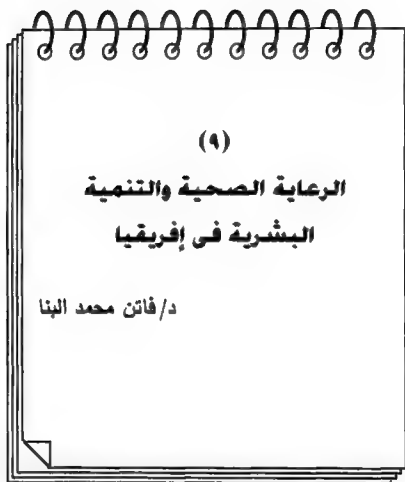 (٩)
الرعاية الصحية والتنمية
البشرية فى إفريقيا
د/ فاتن محمد البنا